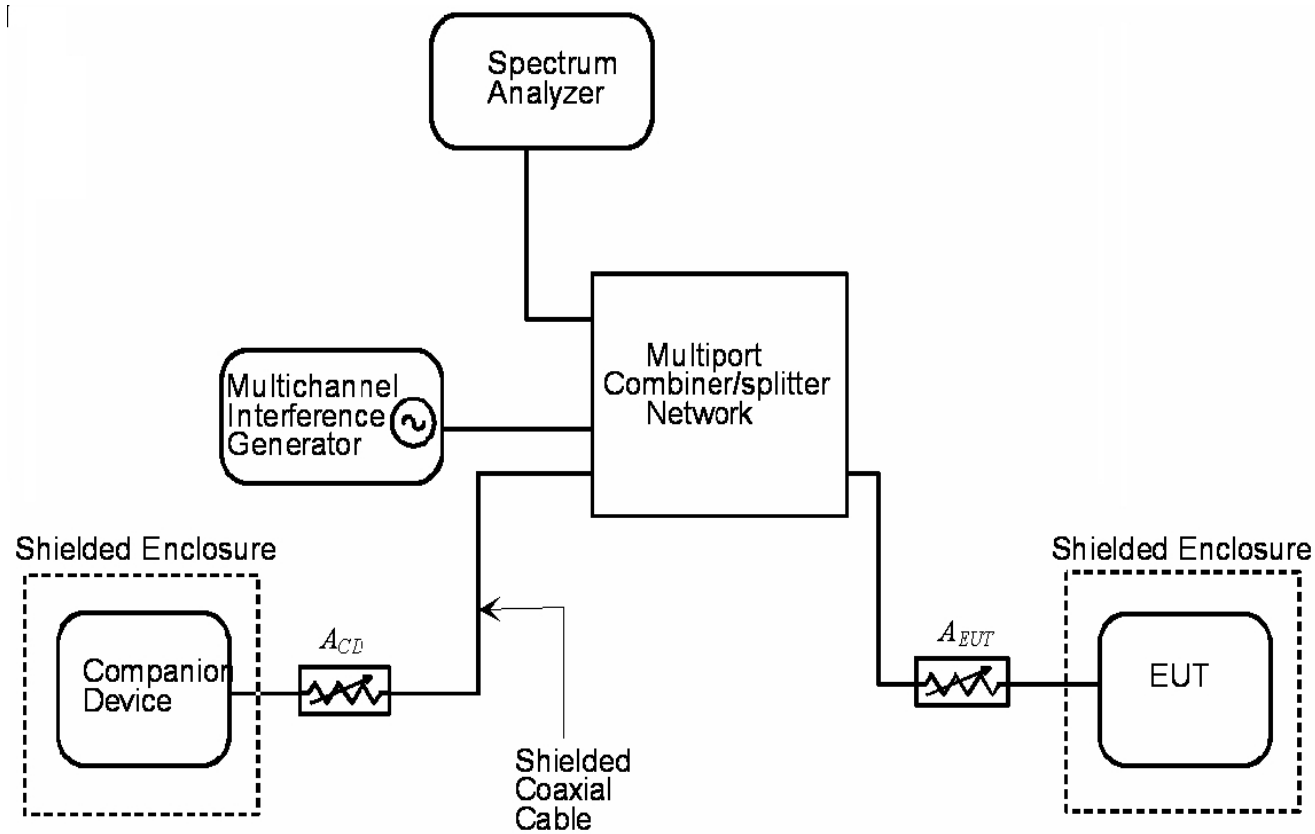 Spectrum
Analyzer
Multiport
Combiner/splitter
Network
Multichannel
Interference
Generator
Shielded Enclosure
Shielded Enclosure
A_CD
A_EUT
Companion
Device
EUT
Shielded
Coaxial
Cable